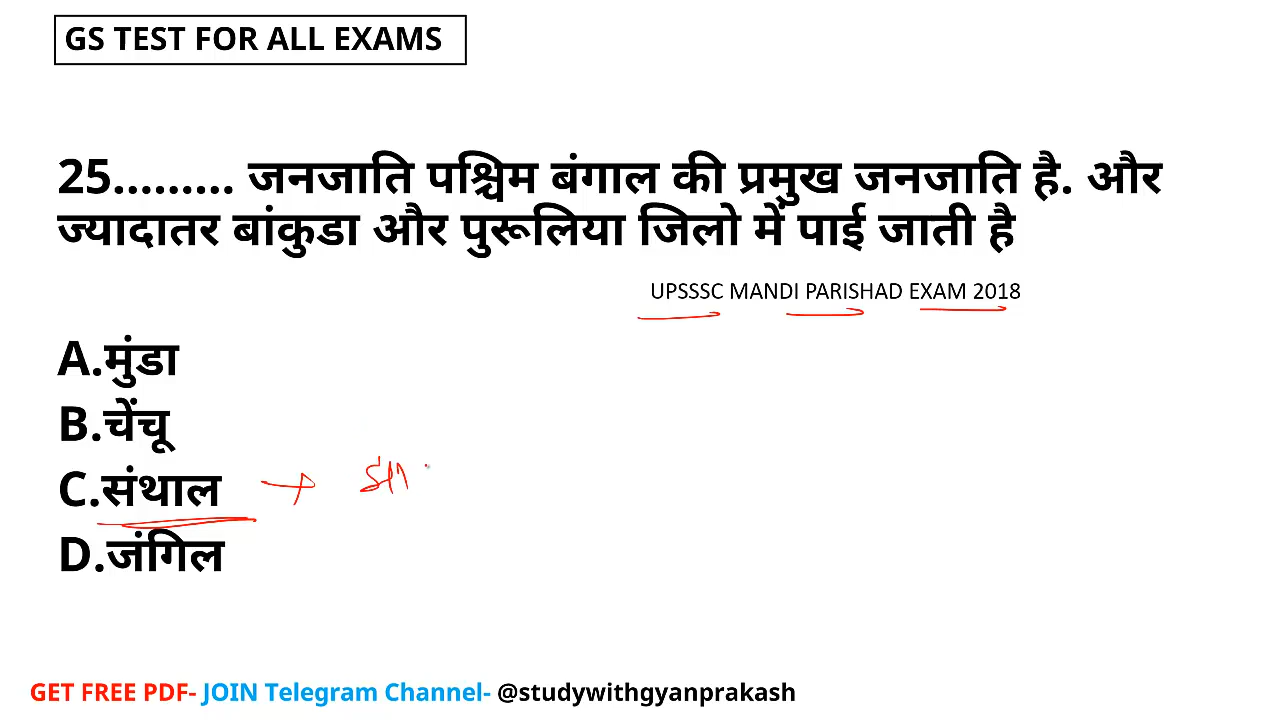 GS TEST FOR ALL EXAMS
25......... जनजाति पश्चिम बंगाल की प्रमुख जनजाति है. और
ज्यादातर बांकुडा और पुरूलिया जिलो में पाई जाती है
UPSSSC MANDI PARISHAD EXAM 2018
A.मुंडा
B.चेंचू
C.संथाल
D.जंगिल
GET FREE PDF- JOIN Telegram Channel- @studywithgyanprakash